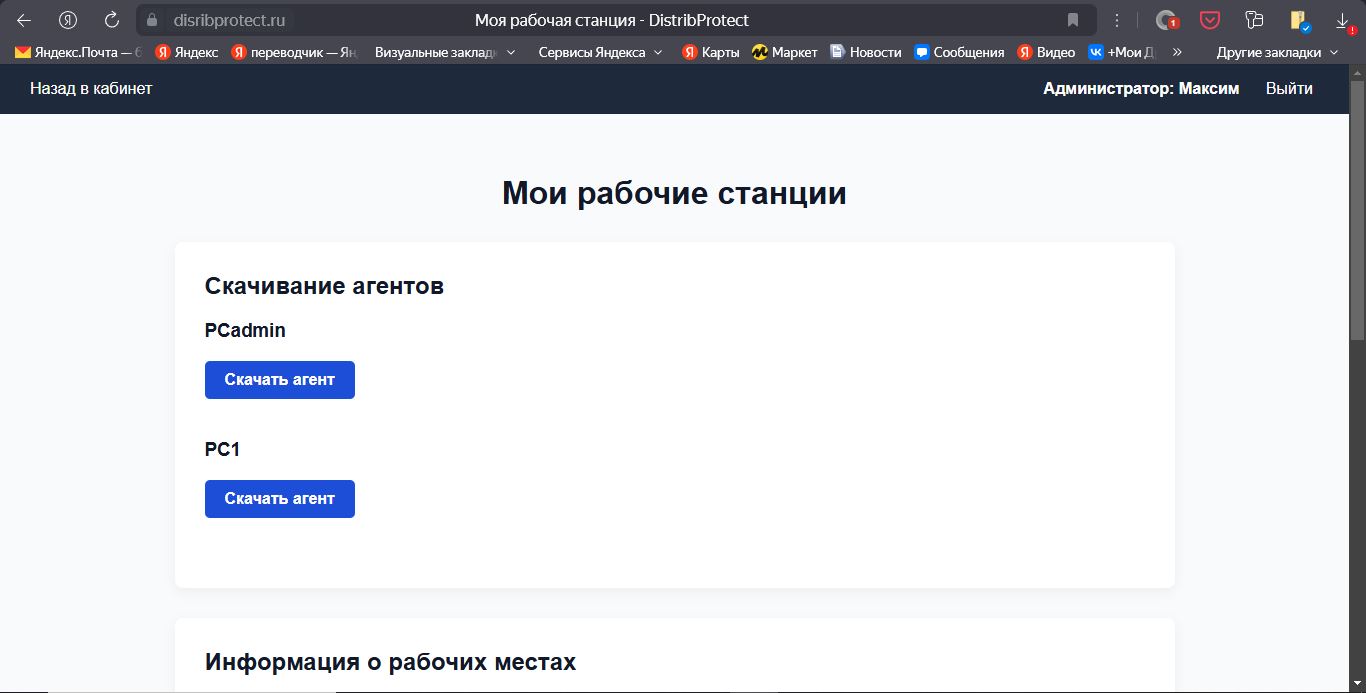 disribprotect.ru Моя рабочая станция - DistribProtect 1
Яндекс.Почта — Яндекс переводчик — Ян Визуальные заклад Сервисы Яндекса Карты Маркет Новости Сообщения Видео +Мои Д » Другие закладки
Назад в кабинет Администратор: Максим Выйти
Мои рабочие станции
Скачивание агентов
PCadmin
Скачать агент
PC1
Скачать агент
Информация о рабочих местах